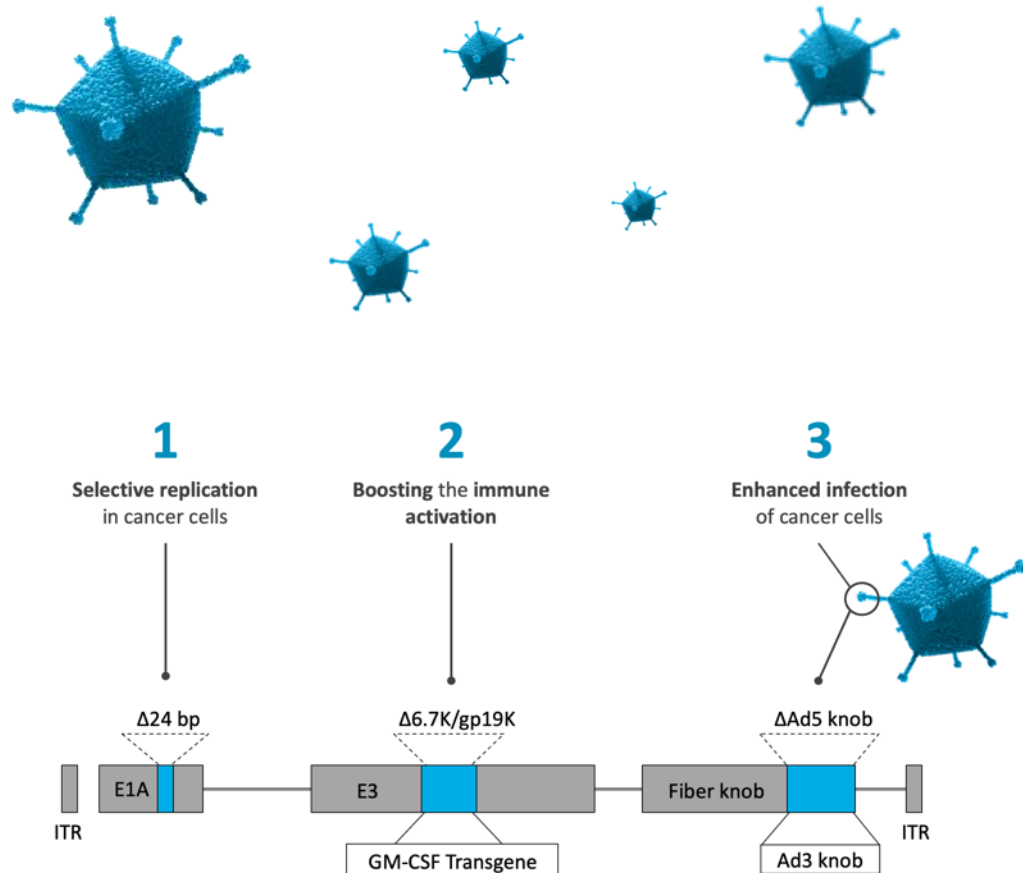 1
Selective replication
in cancer cells
2
Boosting the immune
activation
3
Enhanced infection
of cancer cells
Δ24 bp
Δ6.7K/gp19K
ΔAd5 knob
E1A
E3
Fiber knob
ITR
ITR
GM-CSF Transgene
Ad3 knob